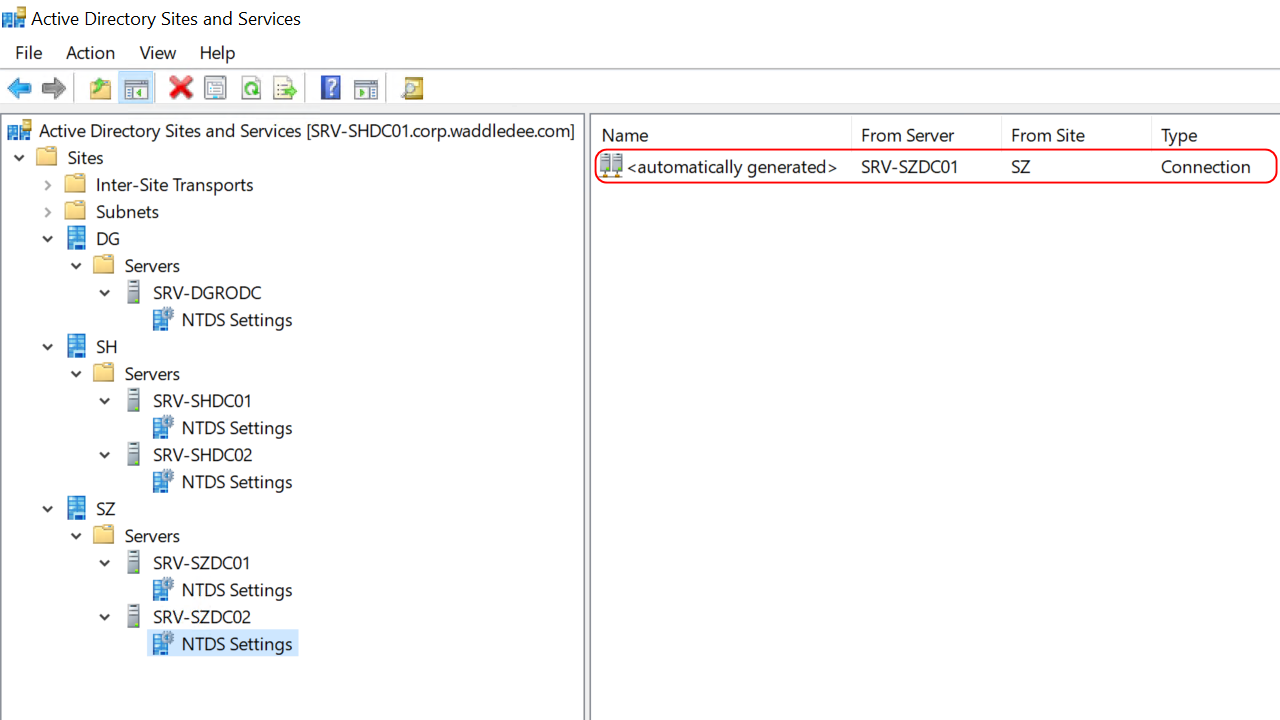 Active Directory Sites and Services
File Action View Help
Active Directory Sites and Services [SRV-SHDC01.corp.waddledee.com]
Sites
Inter-Site Transports
Subnets
DG
Servers
SRV-DGRODC
NTDS Settings
SH
Servers
SRV-SHDC01
NTDS Settings
SRV-SHDC02
NTDS Settings
SZ
Servers
SRV-SZDC01
NTDS Settings
SRV-SZDC02
NTDS Settings
Name From Server From Site Type
<automatically generated> SRV-SZDC01 SZ Connection